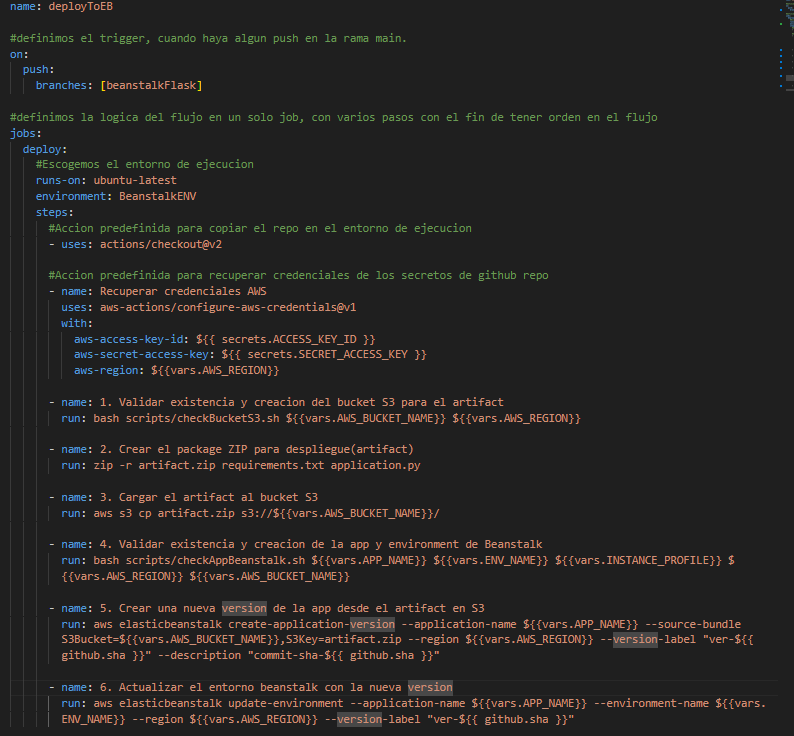 name: deployToEB
#definimos el trigger, cuando haya algun push en la rama main.
on:
push:
branches: [beanstalkFlask]
#definimos la logica del flujo en un solo job, con varios pasos con el fin de tener orden en el flujo
jobs:
deploy:
#Escogemos el entorno de ejecucion
runs-on: ubuntu-latest
environment: BeanstalkENV
steps:
#Accion predefinida para copiar el repo en el entorno de ejecucion
- uses: actions/checkout@v2
#Accion predefinida para recuperar credenciales de los secretos de github repo
- name: Recuperar credenciales AWS
uses: aws-actions/configure-aws-credentials@v1
with:
aws-access-key-id: ${{ secrets.ACCESS_KEY_ID }}
aws-secret-access-key: ${{ secrets.SECRET_ACCESS_KEY }}
aws-region: ${{vars.AWS_REGION}}
- name: 1. Validar existencia y creacion del bucket S3 para el artifact
run: bash scripts/checkBucketS3.sh ${{vars.AWS_BUCKET_NAME}} ${{vars.AWS_REGION}}
- name: 2. Crear el package ZIP para despliegue(artifact)
run: zip -r artifact.zip requirements.txt application.py
- name: 3. Cargar el artifact al bucket S3
run: aws s3 cp artifact.zip s3://${{vars.AWS_BUCKET_NAME}}/
- name: 4. Validar existencia y creacion de la app y environment de Beanstalk
run: bash scripts/checkAppBeanstalk.sh ${{vars.APP_NAME}} ${{vars.ENV_NAME}} ${{vars.INSTANCE_PROFILE}} $
{{vars.AWS_REGION}} ${{vars.AWS_BUCKET_NAME}}
- name: 5. Crear una nueva version de la app desde el artifact en S3
run: aws elasticbeanstalk create-application-version --application-name ${{vars.APP_NAME}} --source-bundle
S3Bucket=${{vars.AWS_BUCKET_NAME}},S3Key=artifact.zip --region ${{vars.AWS_REGION}} --version-label "ver-${{
github.sha }}" --description "commit-sha-${{ github.sha }}"
- name: 6. Actualizar el entorno beanstalk con la nueva version
run: aws elasticbeanstalk update-environment --application-name ${{vars.APP_NAME}} --environment-name ${{vars.
ENV_NAME}} --region ${{vars.AWS_REGION}} --version-label "ver-${{ github.sha }}"